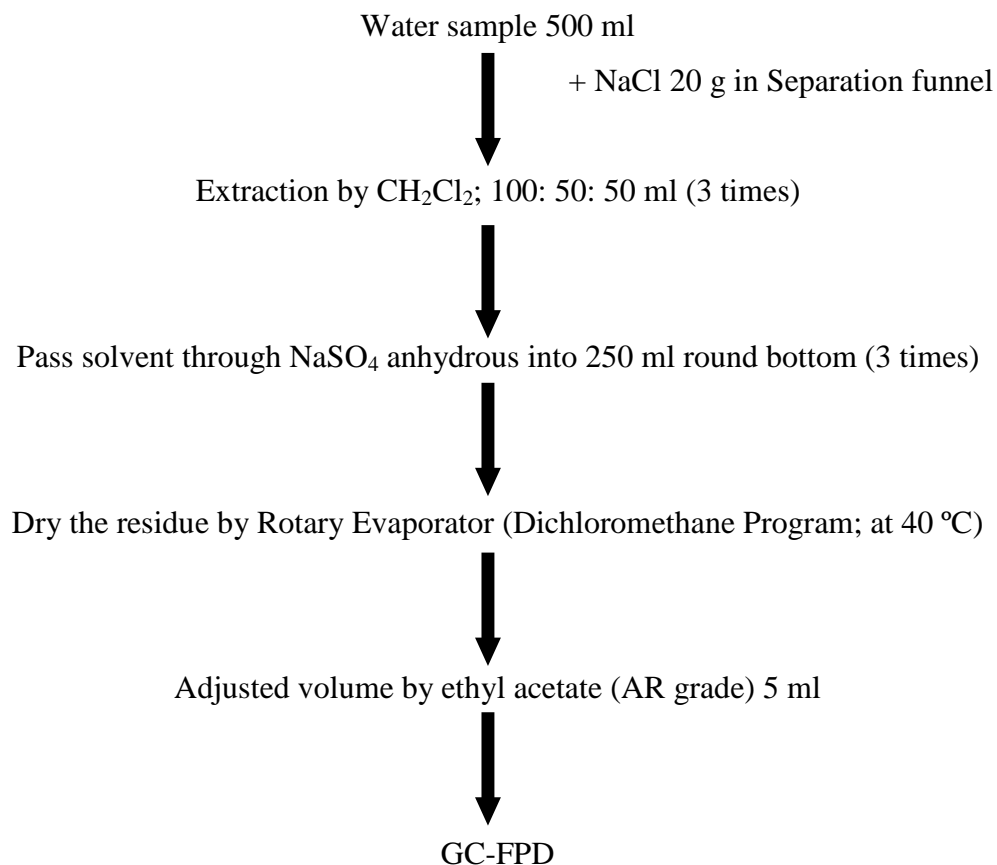 Water sample 500 ml
+ NaCl 20 g in Separation funnel
Extraction by CH₂Cl₂; 100: 50: 50 ml (3 times)
Pass solvent through NaSO₄ anhydrous into 250 ml round bottom (3 times)
Dry the residue by Rotary Evaporator (Dichloromethane Program; at 40 ºC)
Adjusted volume by ethyl acetate (AR grade) 5 ml
GC-FPD